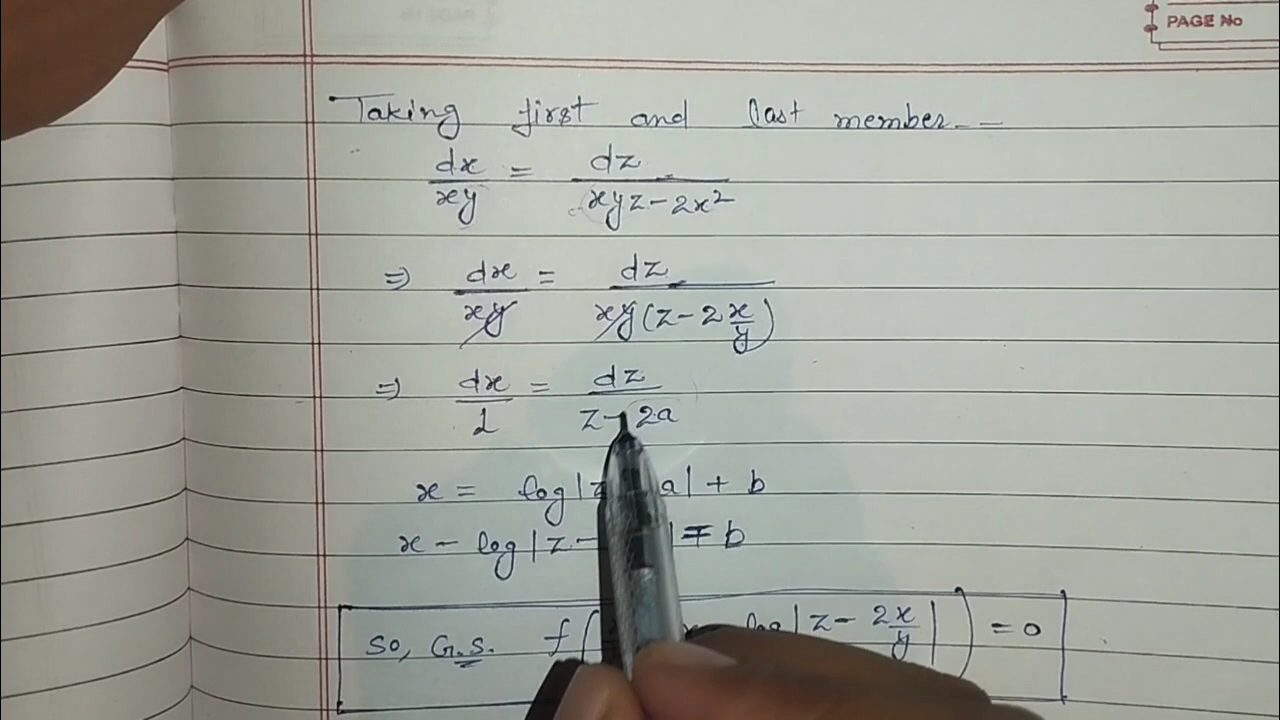 PAGE No
Taking first and last member --
dx/xy = dz/(xyz - 2x²)
⇒ dx/xy = dz/(xy(z - 2x/y))
⇒ dx/1 = dz/(z - 2a)
x = log|z a| + b
x - log|z - | = b
So, G.S. f( log|z - 2x/y| ) = 0